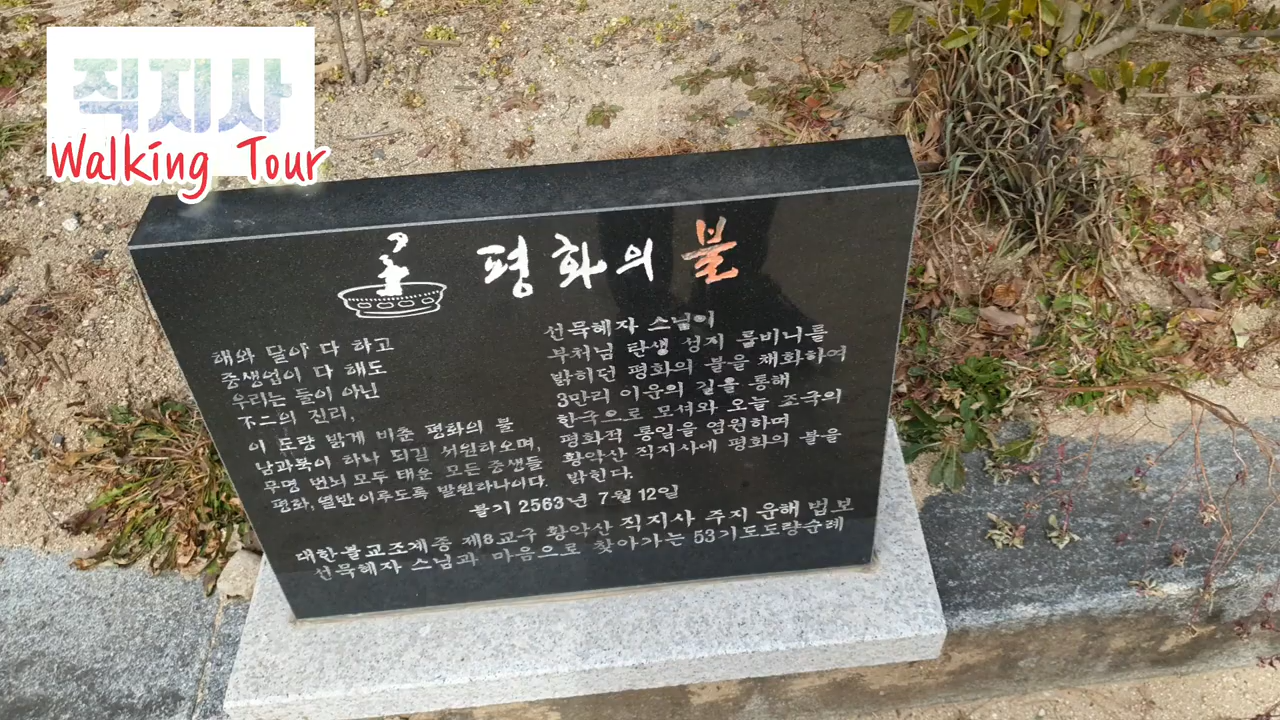 직지사
Walking Tour
평화의 불
해와 달이 다 하고
중생업이 다 해도
우리는 둘이 아닌
不二의 진리,
이 도량 밝게 비춘 평화의 불
남과북이 하나 되길 서원하오며,
무명 번뇌 모두 태운 모든 중생들
평화, 열반 이루도록 발원하나이다.
선묵혜자 스님이
부처님 탄생 성지 룸비니를
밝히던 평화의 불을 채화하여
3만리 이운의 길을 통해
한국으로 모셔와 오늘 조국의
평화적 통일을 염원하며
황악산 직지사에 평화의 불을
밝힌다.
불기 2563년 7월 12일
대한불교조계종 제8교구 황악산 직지사 주지 윤해 법보
선묵혜자 스님과 마음으로 찾아가는 53기도도량순례